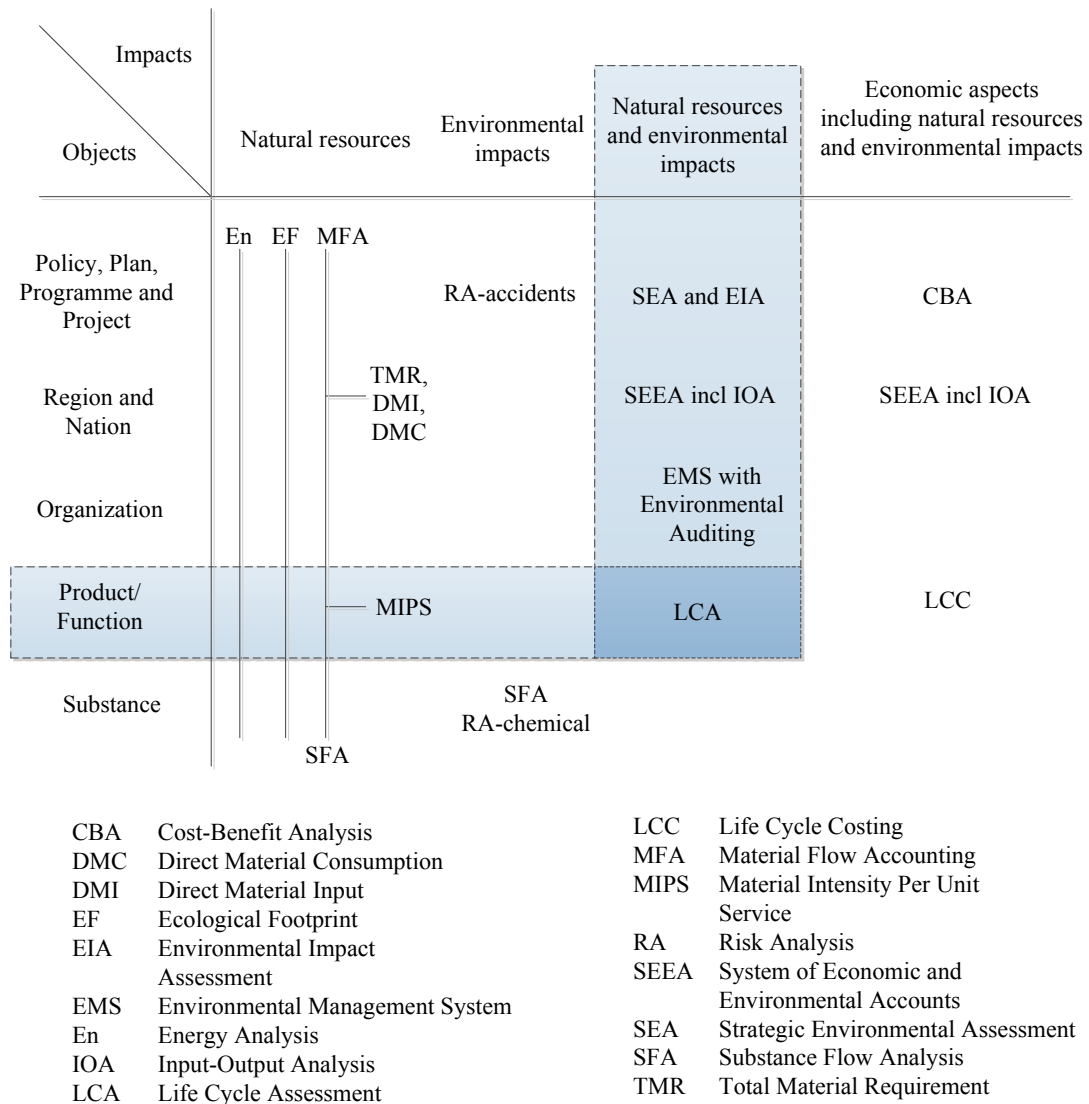 Impacts
Objects
Natural resources
Environmental
impacts
Natural resources
and environmental
impacts
Economic aspects
including natural resources
and environmental impacts
En
EF
MFA
Policy, Plan,
Programme and
Project
RA-accidents
SEA and EIA
CBA
Region and
Nation
TMR,
DMI,
DMC
SEEA incl IOA
SEEA incl IOA
Organization
EMS with
Environmental
Auditing
Product/
Function
MIPS
LCA
LCC
Substance
SFA
RA-chemical
SFA
CBA Cost-Benefit Analysis
DMC Direct Material Consumption
DMI Direct Material Input
EF Ecological Footprint
EIA Environmental Impact
Assessment
EMS Environmental Management System
En Energy Analysis
IOA Input-Output Analysis
LCA Life Cycle Assessment
LCC Life Cycle Costing
MFA Material Flow Accounting
MIPS Material Intensity Per Unit
Service
RA Risk Analysis
SEEA System of Economic and
Environmental Accounts
SEA Strategic Environmental Assessment
SFA Substance Flow Analysis
TMR Total Material Requirement